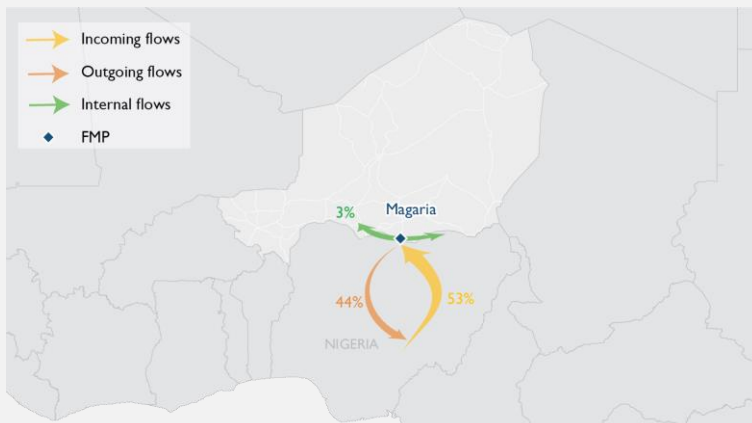 Incoming flows
Outgoing flows
Internal flows
FMP
3%
Magaria
44%
53%
NIGERIA